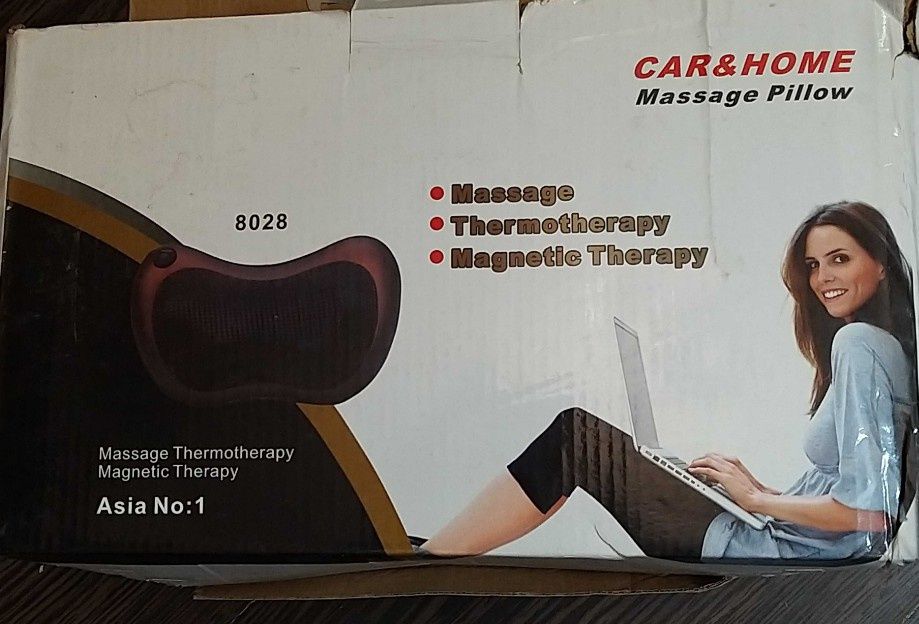 CAR&HOME
Massage Pillow
Massage
Thermotherapy
Magnetic Therapy
8028
Massage Thermotherapy
Magnetic Therapy
Asia No:1